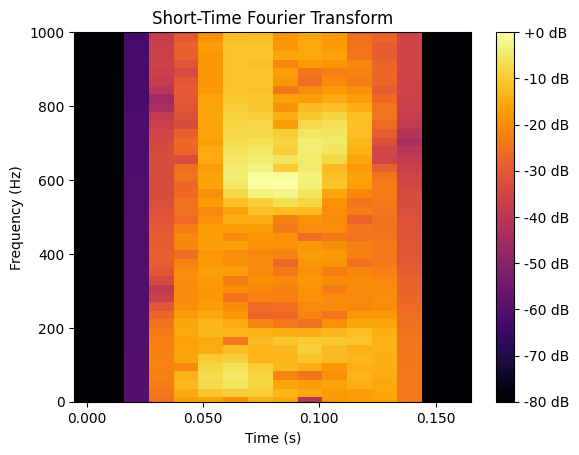 Short-Time Fourier Transform
1000
800
600
400
200
0
Frequency (Hz)
0.000
0.050
0.100
0.150
Time (s)
+0 dB
-10 dB
-20 dB
-30 dB
-40 dB
-50 dB
-60 dB
-70 dB
-80 dB